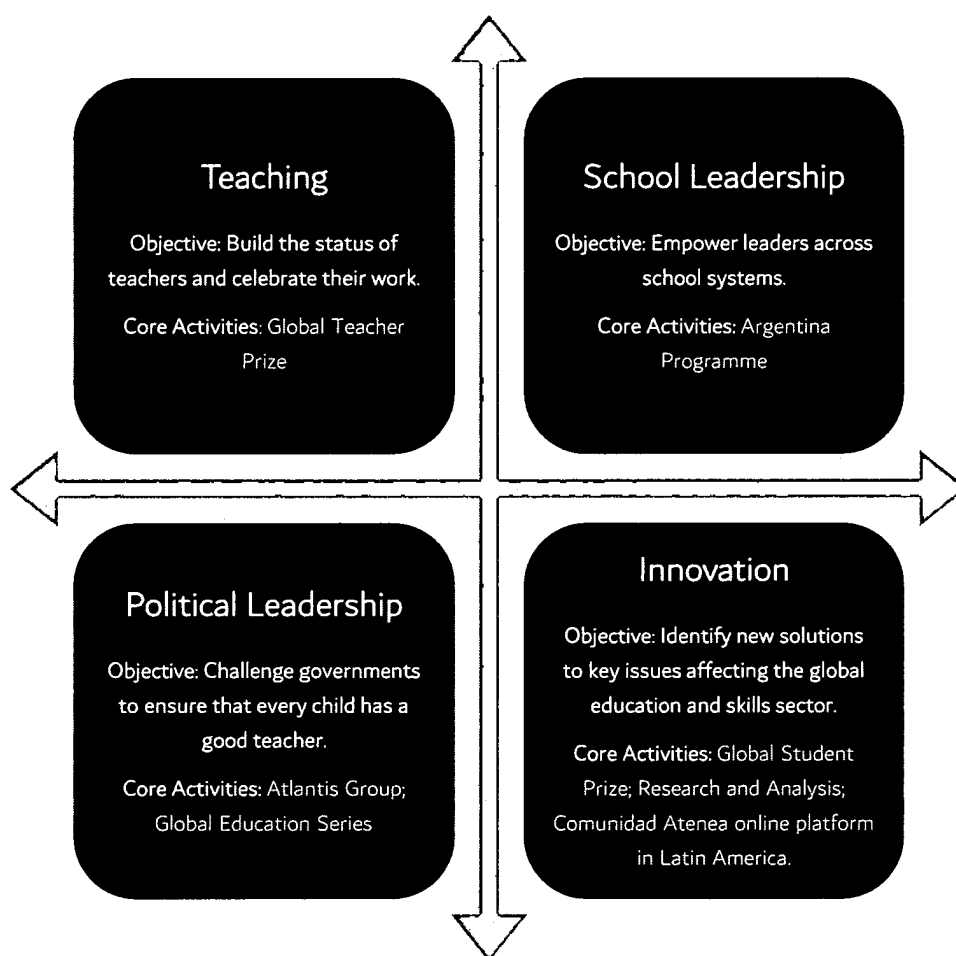 Teaching
Objective: Build the status of
teachers and celebrate their work.
Core Activities: Global Teacher
Prize
School Leadership
Objective: Empower leaders across
school systems.
Core Activities: Argentina
Programme
Political Leadership
Objective: Challenge governments
to ensure that every child has a
good teacher.
Core Activities: Atlantis Group;
Global Education Series
Innovation
Objective: Identify new solutions
to key issues affecting the global
education and skills sector.
Core Activities: Global Student
Prize; Research and Analysis;
Comunidad Atenea online platform
in Latin America.